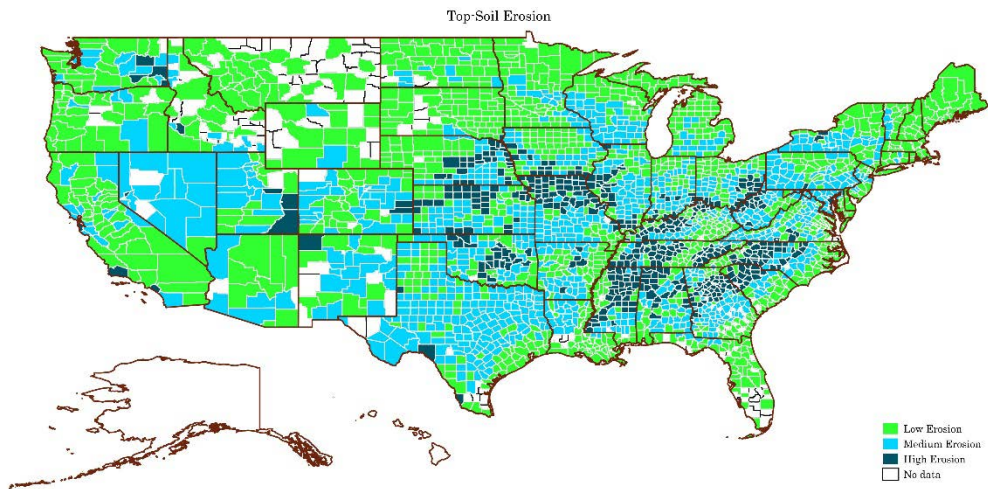 Top-Soil Erosion
Low Erosion
Medium Erosion
High Erosion
No data